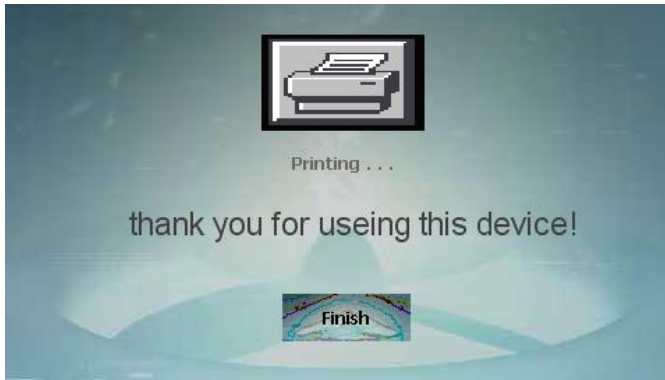 Printing . . .
thank you for useing this device!
Finish